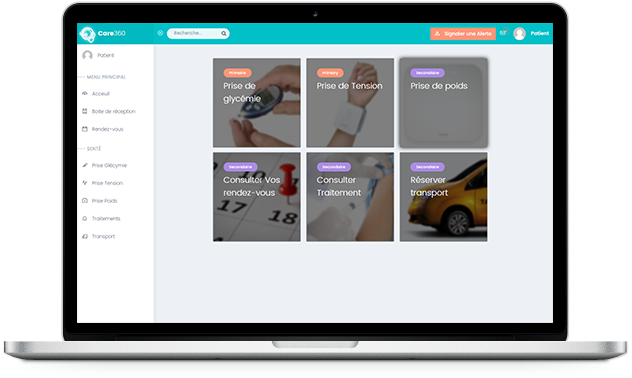 Care360
Recherche...
Signaler une Alerte
Patient
Patient
MENU PRINCIPAL
Acceuil
Boite de réception
Rendez-vous
SANTÉ
Prise Glécymie
Prise Tension
Prise Poids
Traitements
Transport
Primaire
Prise de
glycémie
Primary
Prise de Tension
Secondaire
Prise de poids
Secondaire
Consulter Vos
rendez-vous
Secondaire
Consulter
Traitement
Secondaire
Réserver
transport
17 18